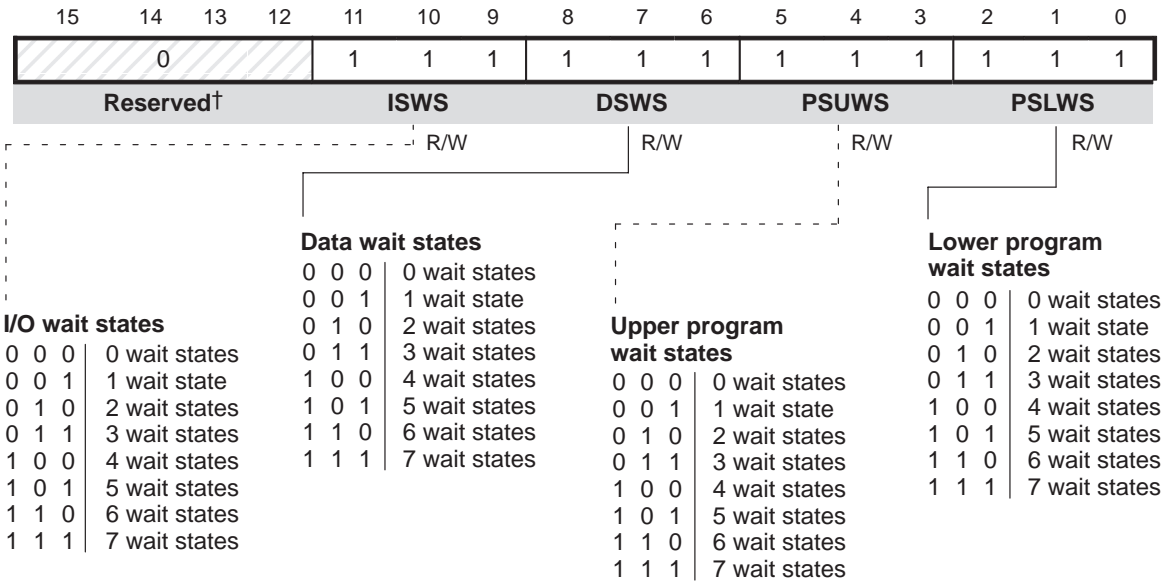 15 14 13 12 11 10 9 8 7 6 5 4 3 2 1 0
0 1 1 1 1 1 1 1 1 1 1 1 1
Reserved† ISWS DSWS PSUWS PSLWS
R/W R/W R/W R/W
Data wait states
0 0 0 0 wait states
0 0 1 1 wait state
0 1 0 2 wait states
0 1 1 3 wait states
1 0 0 4 wait states
1 0 1 5 wait states
1 1 0 6 wait states
1 1 1 7 wait states
Lower program
wait states
0 0 0 0 wait states
0 0 1 1 wait state
0 1 0 2 wait states
0 1 1 3 wait states
1 0 0 4 wait states
1 0 1 5 wait states
1 1 0 6 wait states
1 1 1 7 wait states
I/O wait states
0 0 0 0 wait states
0 0 1 1 wait state
0 1 0 2 wait states
0 1 1 3 wait states
1 0 0 4 wait states
1 0 1 5 wait states
1 1 0 6 wait states
1 1 1 7 wait states
Upper program
wait states
0 0 0 0 wait states
0 0 1 1 wait state
0 1 0 2 wait states
0 1 1 3 wait states
1 0 0 4 wait states
1 0 1 5 wait states
1 1 0 6 wait states
1 1 1 7 wait states